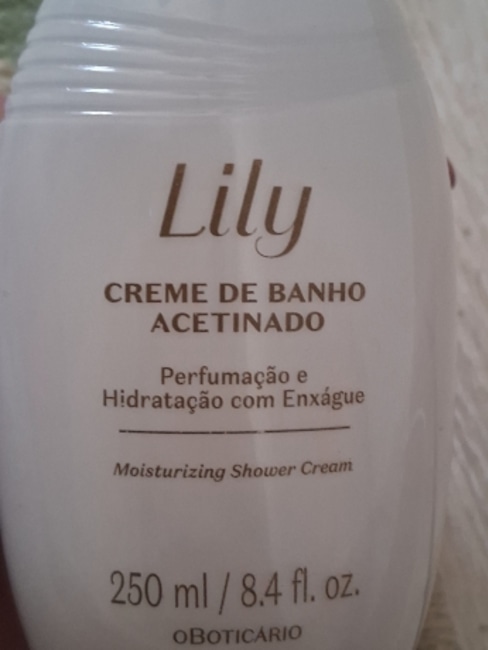 Lily
CREME DE BANHO
ACETINADO
Perfumação e
Hidratação com Enxágue
Moisturizing Shower Cream
250 ml / 8.4 fl. oz.
oBOTICÁRIO